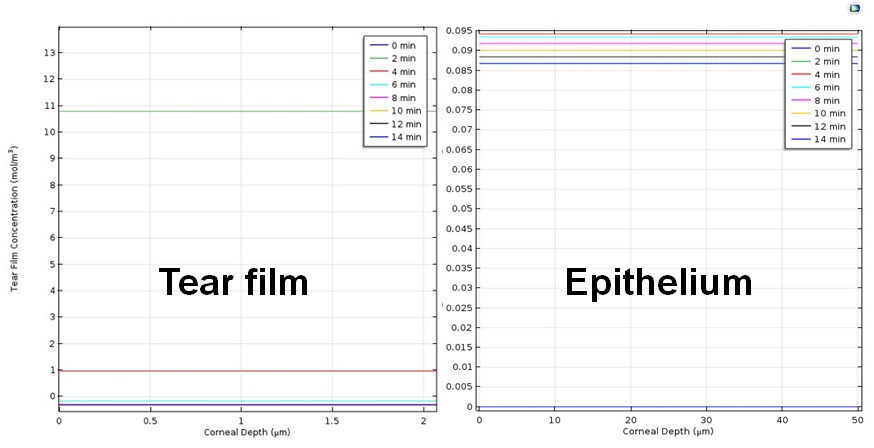 Tear Film Concentration (mol/m³)
13
12
11
10
9
8
7
6
5
4
3
2
1
0
0 min
2 min
4 min
6 min
8 min
10 min
12 min
14 min
Tear film
0 0.5 1 1.5 2
Corneal Depth (µm)
0.095
0.09
0.085
0.08
0.075
0.07
0.065
0.06
0.055
0.05
0.045
0.04
0.035
0.03
0.025
0.02
0.015
0.01
0.005
0
0 min
2 min
4 min
6 min
8 min
10 min
12 min
14 min
Epithelium
0 10 20 30 40 50
Corneal Depth (µm)